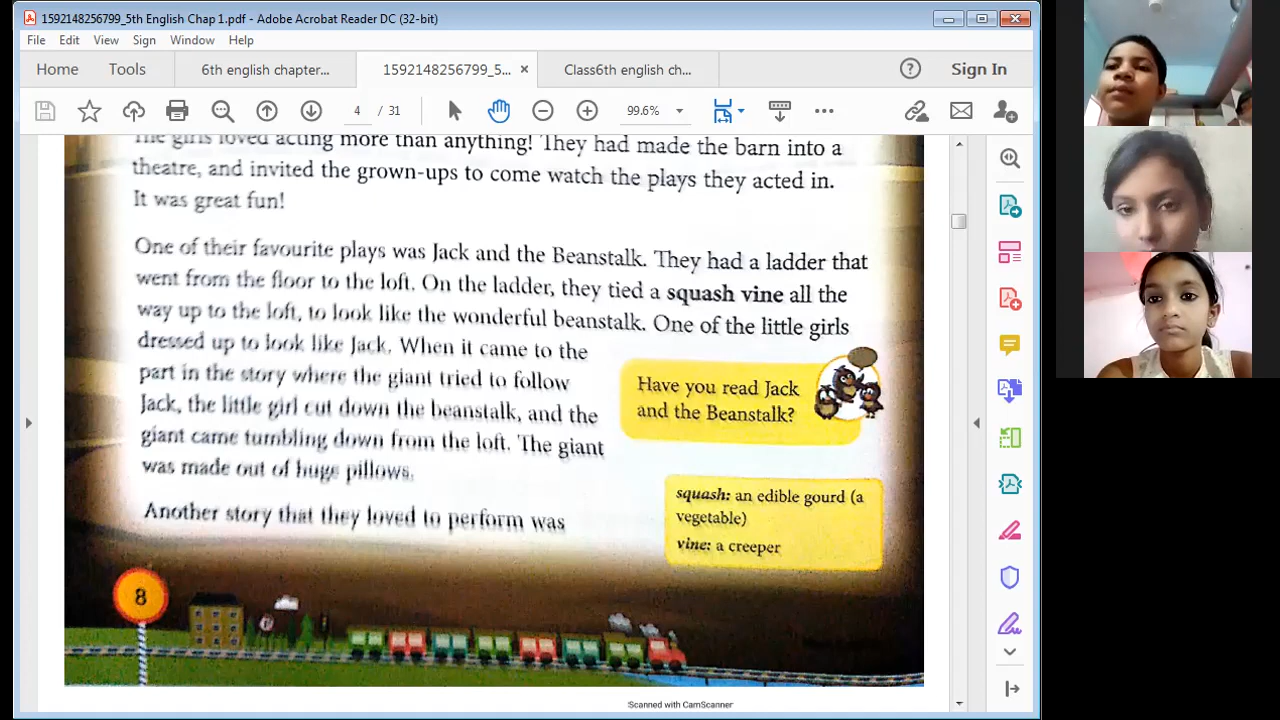 1592148256799_5th English Chap 1.pdf - Adobe Acrobat Reader DC (32-bit)
File Edit View Sign Window Help
Home Tools 6th english chapter... 1592148256799_5... × Class6th english ch... Sign In
4 / 31 99.6%
The girls loved acting more than anything! They had made the barn into a
theatre, and invited the grown-ups to come watch the plays they acted in.
It was great fun!
One of their favourite plays was Jack and the Beanstalk. They had a ladder that
went from the floor to the loft. On the ladder, they tied a squash vine all the
way up to the loft, to look like the wonderful beanstalk. One of the little girls
dressed up to look like Jack. When it came to the
part in the story where the giant tried to follow
Jack, the little girl cut down the beanstalk, and the
giant came tumbling down from the loft. The giant
was made out of huge pillows.
Another story that they loved to perform was
Have you read Jack
and the Beanstalk?
squash: an edible gourd (a
vegetable)
vine: a creeper
8
Scanned with CamScanner